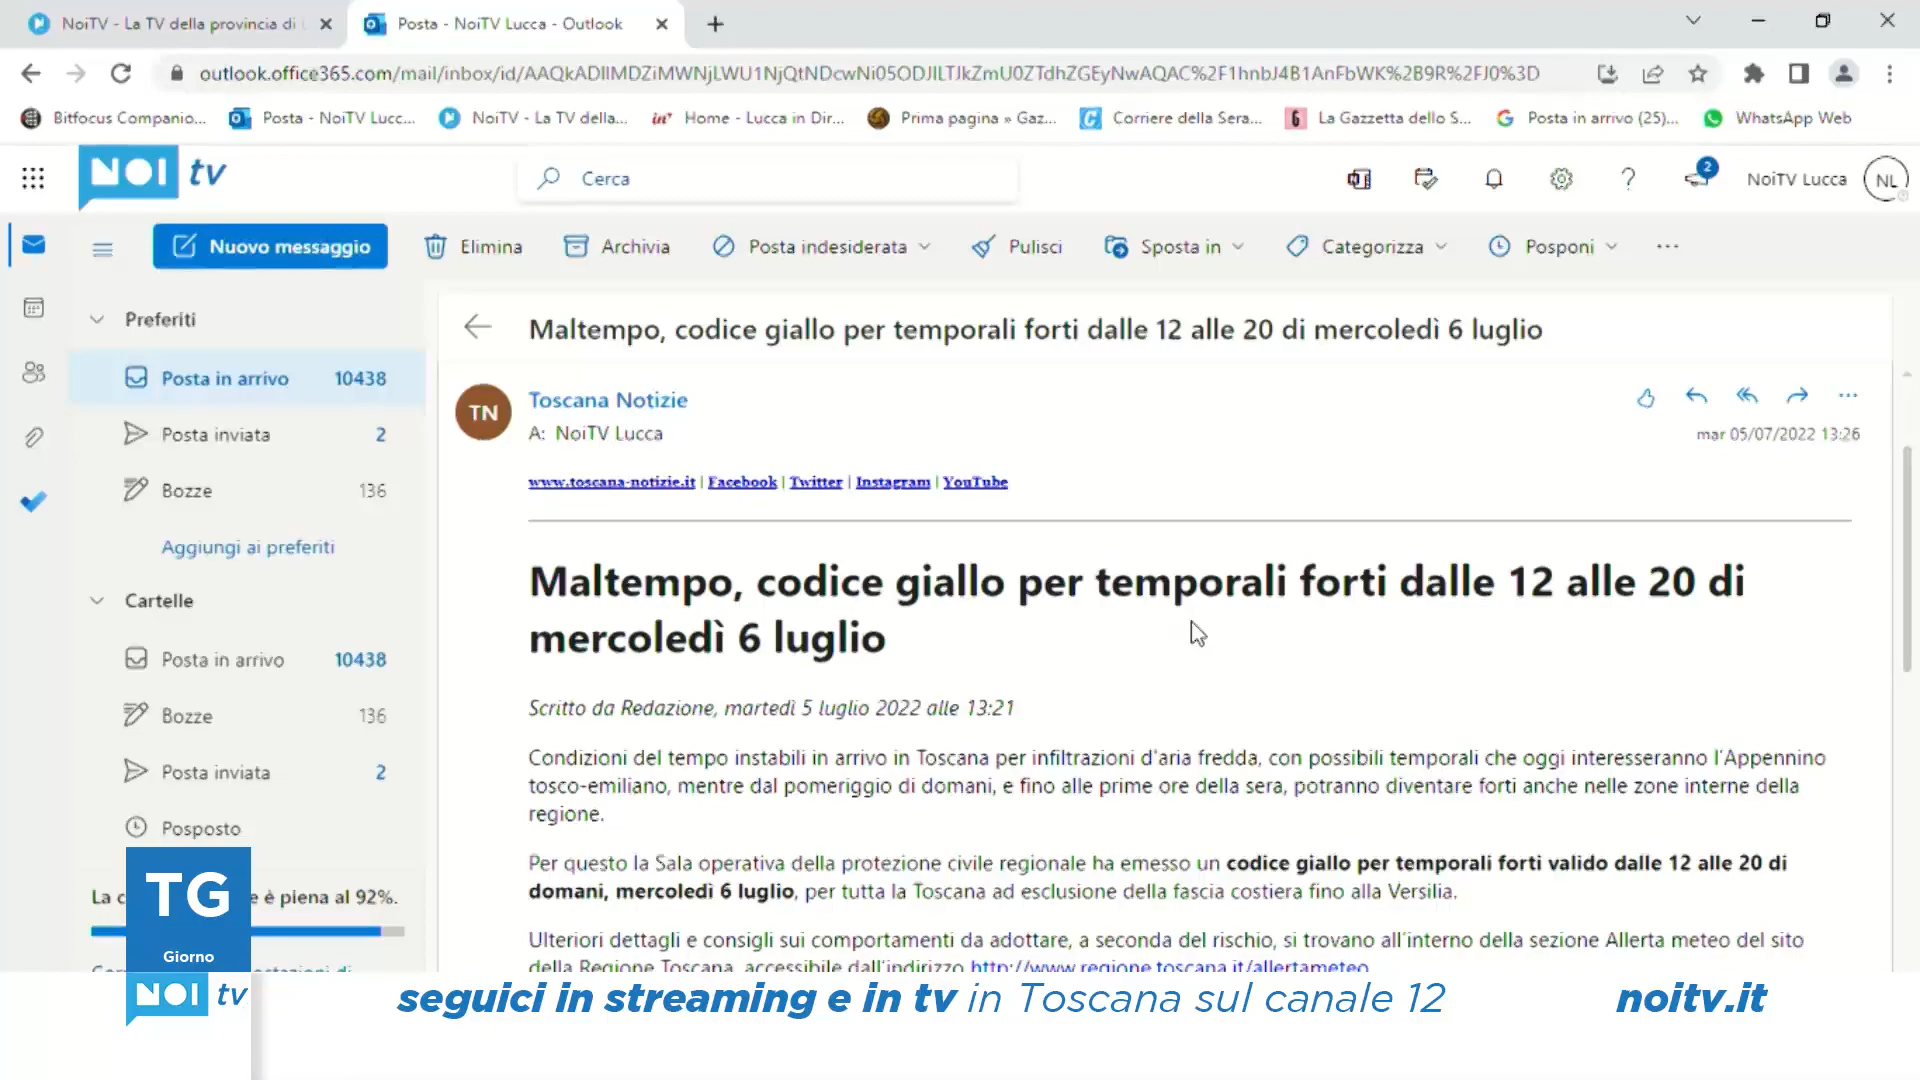 NoiTV - La TV della provincia di L
Posta - NoiTV Lucca - Outlook
outlook.office365.com/mail/inbox/id/AAQkADllMDZiMWNjLWU1NjQtNDcwNi05ODJlLTJkZmU0ZTdhZGEyNwAQAC%2F1hnbJ4B1AnFbWK%2B9R%2FJ0%3D
Bitfocus Companio... Posta - NoiTV Lucc... NoiTV - La TV della... Home - Lucca in Dir... Prima pagina » Gaz... Corriere della Sera... La Gazzetta dello S... Posta in arrivo (25)... WhatsApp Web
NOI tv
Cerca
2
NoiTV Lucca
NL
Nuovo messaggio
Elimina Archivia Posta indesiderata Pulisci Sposta in Categorizza Posponi ...
Preferiti
Posta in arrivo 10438
Posta inviata 2
Bozze 136
Aggiungi ai preferiti
Cartelle
Posta in arrivo 10438
Bozze 136
Posta inviata 2
Posposto
La c
e è piena al 92%.
Maltempo, codice giallo per temporali forti dalle 12 alle 20 di mercoledì 6 luglio
TN
Toscana Notizie
A: NoiTV Lucca
mar 05/07/2022 13:26
www.toscana-notizie.it | Facebook | Twitter | Instagram | YouTube
Maltempo, codice giallo per temporali forti dalle 12 alle 20 di
mercoledì 6 luglio
Scritto da Redazione, martedì 5 luglio 2022 alle 13:21
Condizioni del tempo instabili in arrivo in Toscana per infiltrazioni d'aria fredda, con possibili temporali che oggi interesseranno l'Appennino
tosco-emiliano, mentre dal pomeriggio di domani, e fino alle prime ore della sera, potranno diventare forti anche nelle zone interne della
regione.
Per questo la Sala operativa della protezione civile regionale ha emesso un codice giallo per temporali forti valido dalle 12 alle 20 di
domani, mercoledì 6 luglio, per tutta la Toscana ad esclusione della fascia costiera fino alla Versilia.
Ulteriori dettagli e consigli sui comportamenti da adottare, a seconda del rischio, si trovano all'interno della sezione Allerta meteo del sito
della Regione Toscana, accessibile dall'indirizzo http://www.regione.toscana.it/allertameteo
TG
Giorno
NOI tv
seguici in streaming e in tv in Toscana sul canale 12
noitv.it